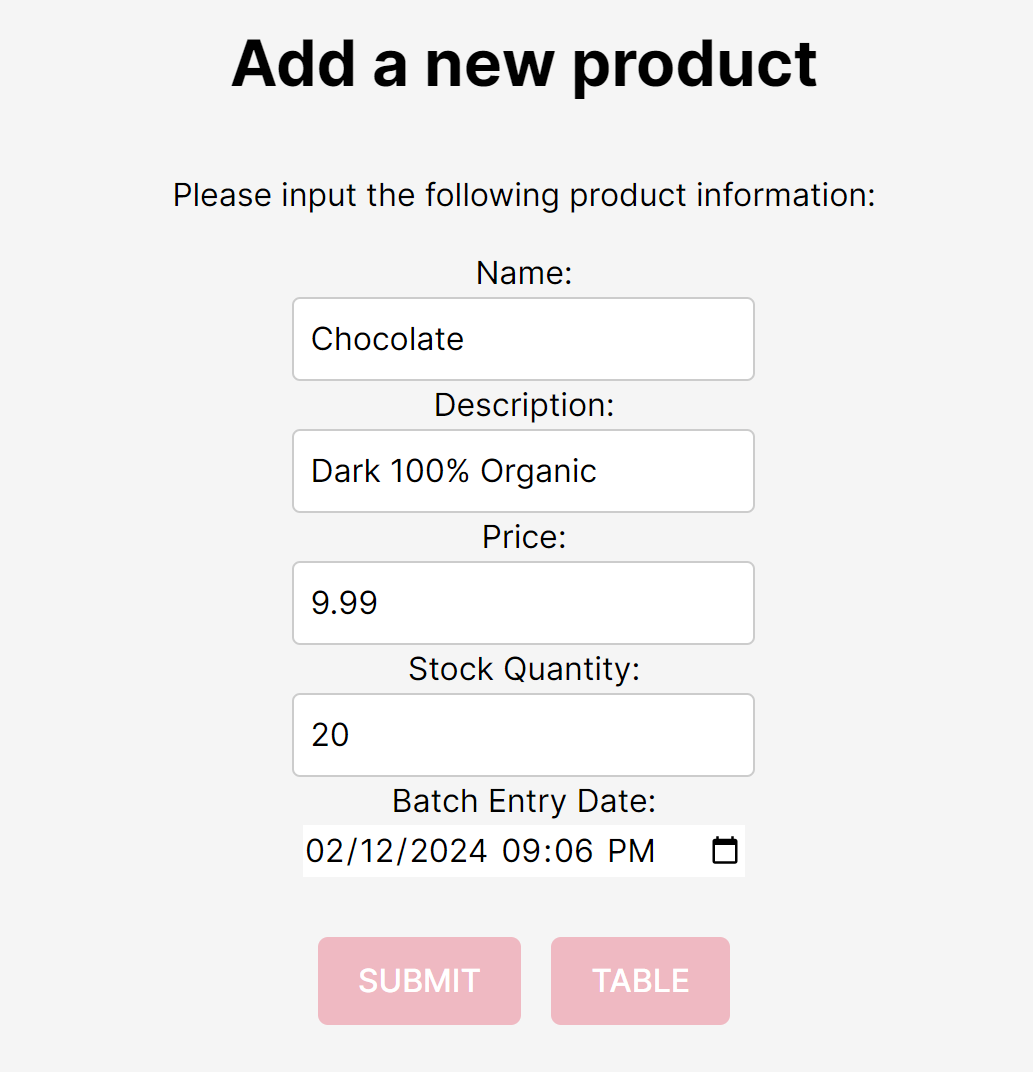 Add a new product
Please input the following product information:
Name:
Chocolate
Description:
Dark 100% Organic
Price:
9.99
Stock Quantity:
20
Batch Entry Date:
02/12/2024 09:06 PM
SUBMIT TABLE